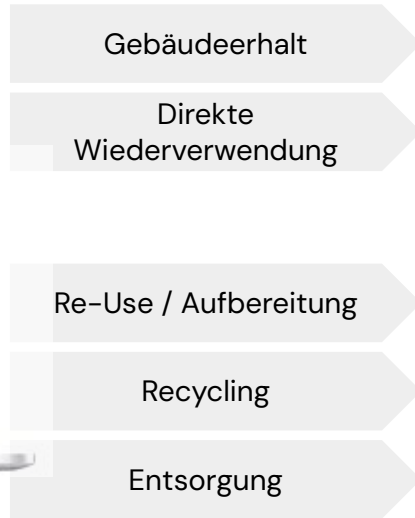 Gebäudeerhalt
Direkte
Wiederverwendung
Re-Use / Aufbereitung
Recycling
Entsorgung